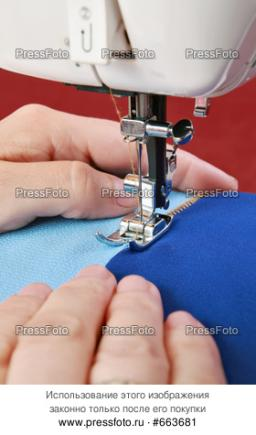 PressFoto PressFoto PressFoto
PressFoto PressFoto PressFoto
PressFoto PressFoto PressFoto
Использование этого изображения
законно только после его покупки
www.pressfoto.ru - #663681